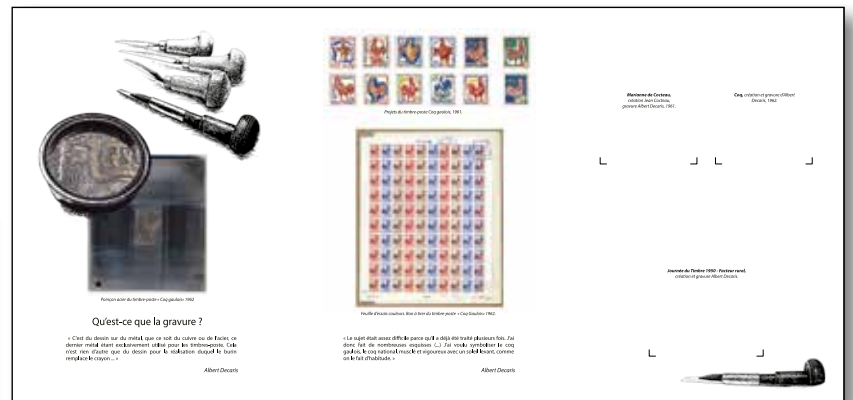 Poinçon acier du timbre-poste « Coq gaulois» 1962
Qu'est-ce que la gravure ?
« C'est du dessin sur du métal, que ce soit du cuivre ou de l'acier, ce
dernier métal étant exclusivement utilisé pour les timbres-poste. Cela
n'est rien d'autre que du dessin pour la réalisation duquel le burin
remplace le crayon ... »
Albert Decaris
Projets du timbre-poste Coq gaulois, 1961.
Feuille d'essais couleurs Bon à tirer du timbre-poste « Coq Gaulois» 1962.
« Le sujet était assez difficile parce qu'il a déjà été traité plusieurs fois. J'ai
donc fait de nombreuses esquisses (...) J'ai voulu symboliser le coq
gaulois, le coq national, musclé et vigoureux avec un soleil levant, comme
on le fait d'habitude. »
Albert Decaris
Marianne de Cocteau,
création Jean Cocteau,
gravure Albert Decaris, 1961.
Coq, création et gravure d'Albert
Decaris, 1962.
Journée du Timbre 1950 - Facteur rural,
création et gravure Albert Decaris.